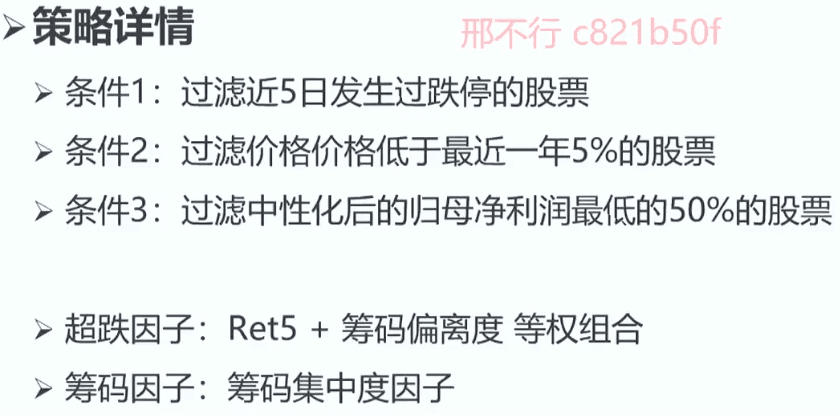 ➢策略详情
邢不行 c821b50f
➢ 条件1：过滤近5日发生过跌停的股票
➢ 条件2：过滤价格价格低于最近一年5%的股票
➢ 条件3：过滤中性化后的归母净利润最低的50%的股票
➢ 超跌因子：Ret5 + 筹码偏离度 等权组合
➢ 筹码因子：筹码集中度因子